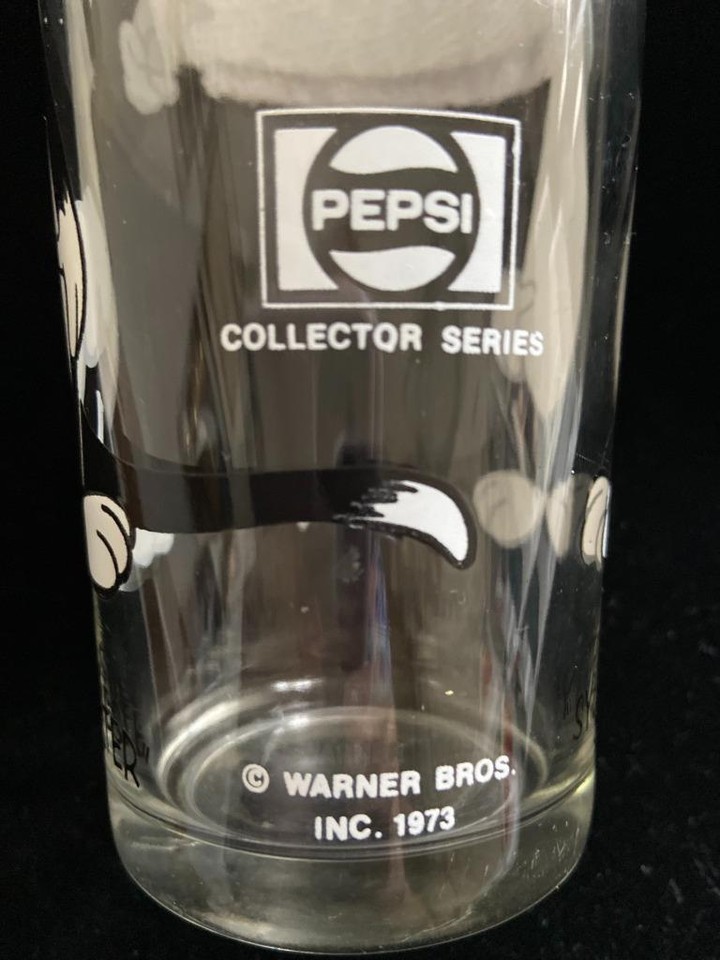 PEPSI
COLLECTOR SERIES
© WARNER BROS.
INC. 1973